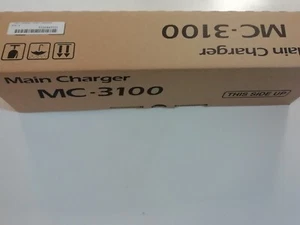 Main Charger
MC-3100
Main Charger
MC-3100
THIS SIDE UP